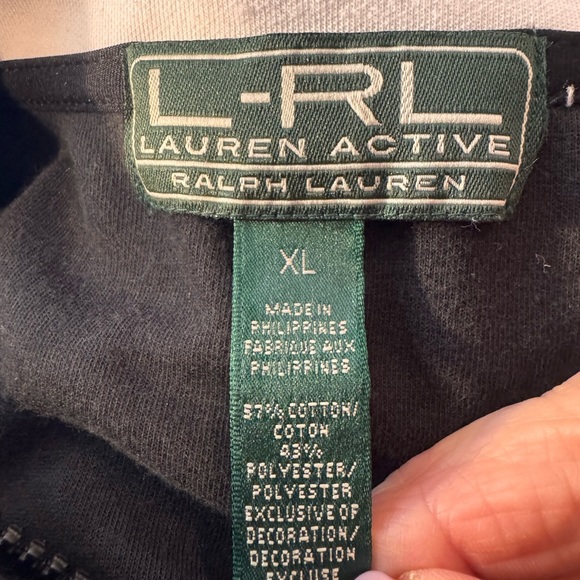 L-RL
LAUREN ACTIVE
RALPH LAUREN
XL
MADE IN
PHILIPPINES
FABRIQUE AUX
PHILIPPINES
57% COTTON/
COTON
43%
POLYESTER/
POLYESTER
EXCLUSIVE OF
DECORATION/
DECORATION
EXCLUSE